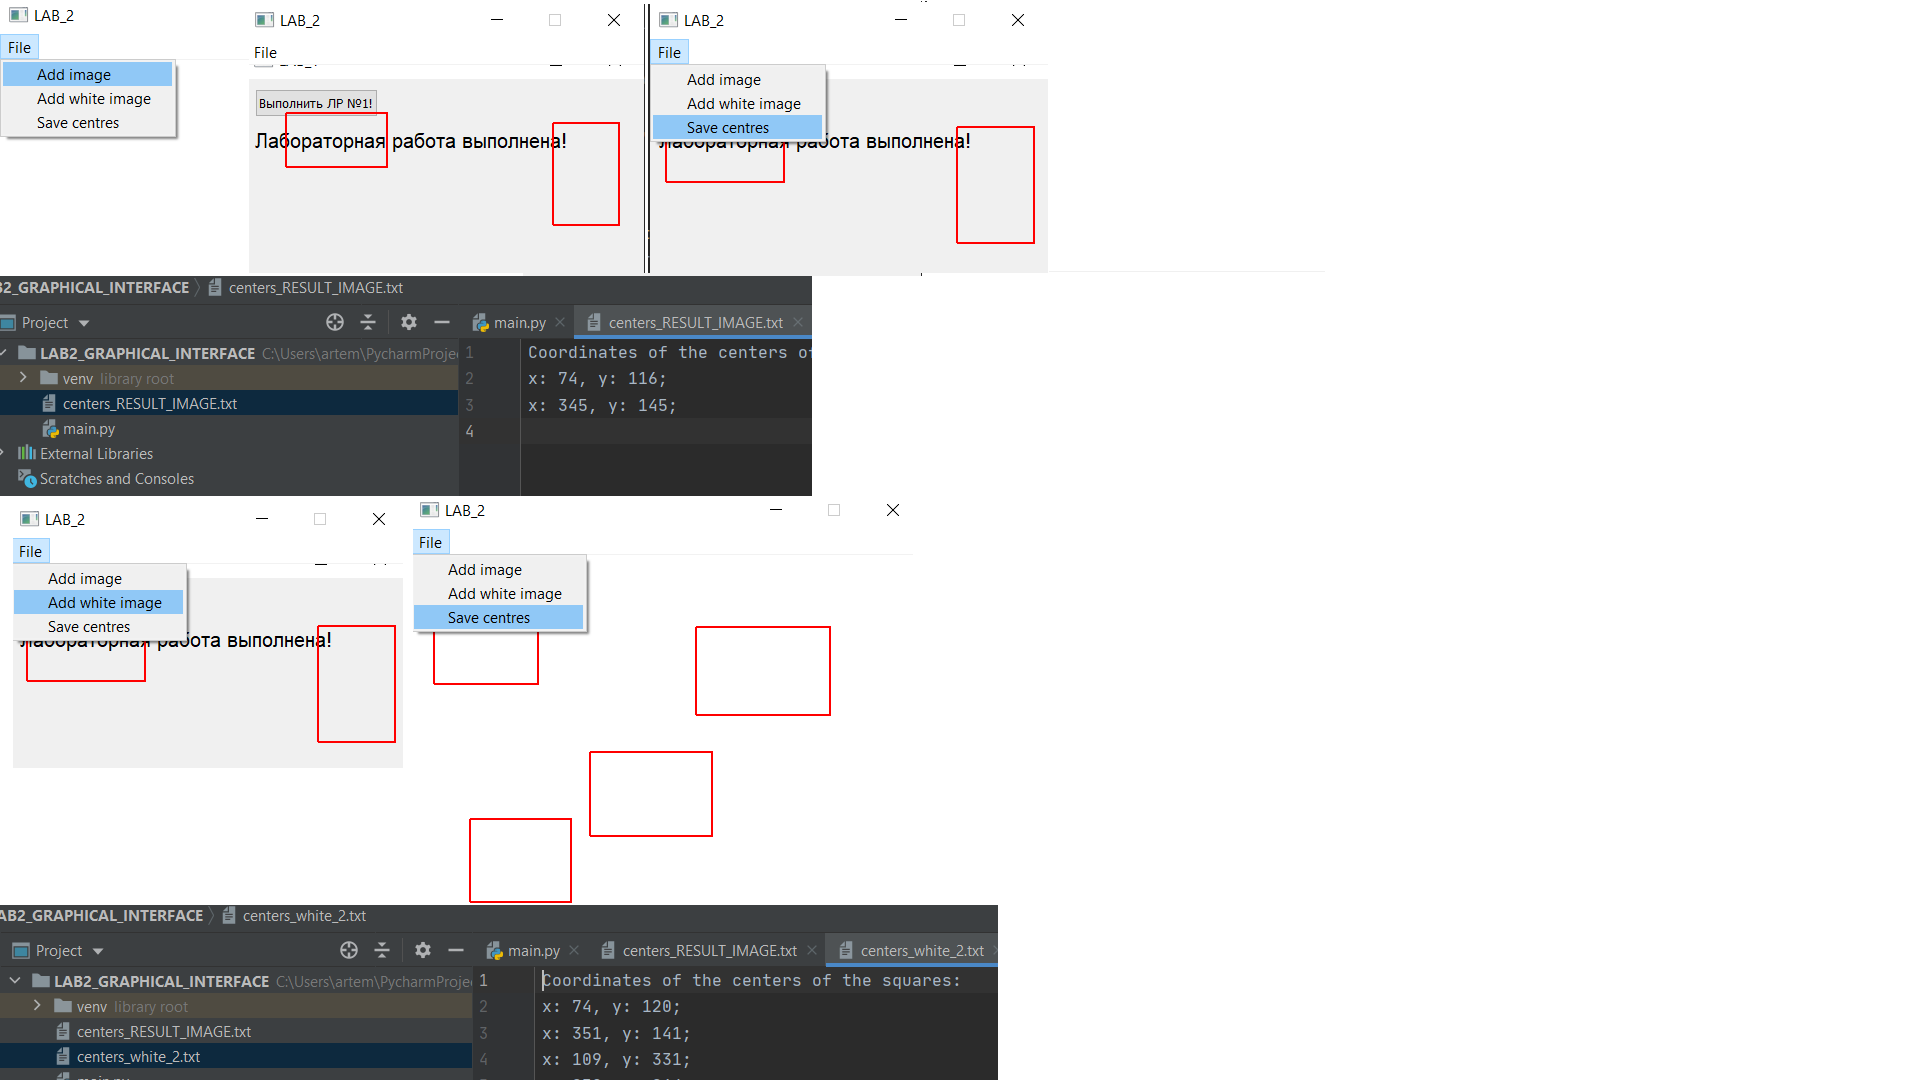 LAB_2
File
Add image
Add white image
Save centres
LAB_2
File
Выполнить ЛР №1!
Лабораторная работа выполнена!
LAB_2
File
Add image
Add white image
Save centres
Лабораторная работа выполнена!
B2_GRAPHICAL_INTERFACE 〉 centers_RESULT_IMAGE.txt
Project
main.py
centers_RESULT_IMAGE.txt
LAB2_GRAPHICAL_INTERFACE C:\Users\artem\PycharmProje
venv library root
centers_RESULT_IMAGE.txt
main.py
External Libraries
Scratches and Consoles
1 Coordinates of the centers of
2 x: 74, y: 116;
3 x: 345, y: 145;
4
LAB_2
File
Add image
Add white image
Save centres
Лабораторная работа выполнена!
LAB_2
File
Add image
Add white image
Save centres
AB2_GRAPHICAL_INTERFACE 〉 centers_white_2.txt
Project
main.py
centers_RESULT_IMAGE.txt
centers_white_2.txt
LAB2_GRAPHICAL_INTERFACE C:\Users\artem\PycharmProje
venv library root
centers_RESULT_IMAGE.txt
centers_white_2.txt
main.py
1 Coordinates of the centers of the squares:
2 x: 74, y: 120;
3 x: 351, y: 141;
4 x: 109, y: 331;